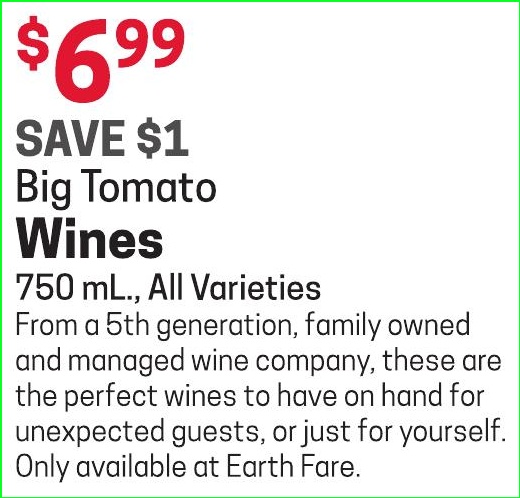 $6.99
SAVE $1
Big Tomato
Wines
750 mL., All Varieties
From a 5th generation, family owned
and managed wine company, these are
the perfect wines to have on hand for
unexpected guests, or just for yourself.
Only available at Earth Fare.